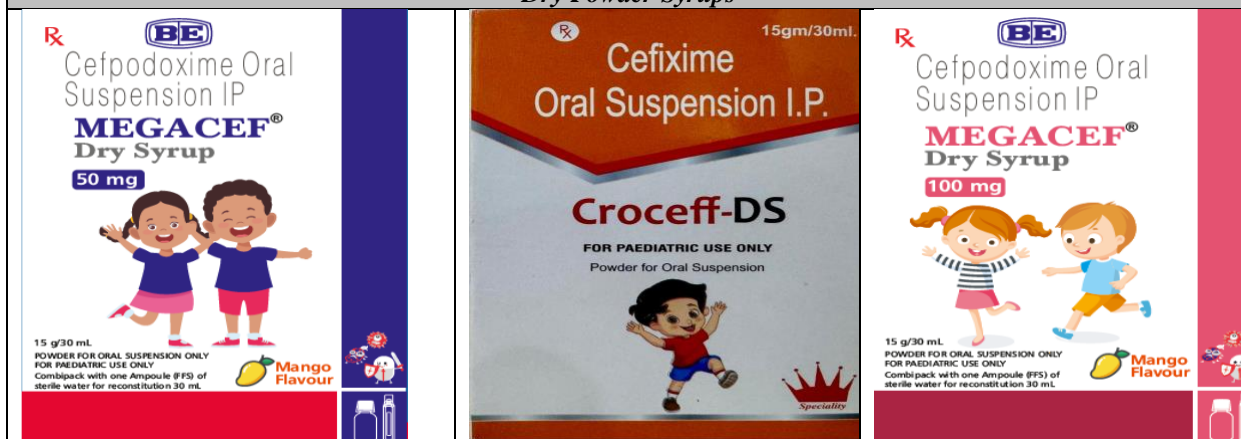 Dry Powder Syrups
Rx
BE
Cefpodoxime Oral
Suspension IP
MEGACEF®
Dry Syrup
50 mg
15 g/30 mL
POWDER FOR ORAL SUSPENSION ONLY
FOR PAEDIATRIC USE ONLY
Combipack with one Ampoule (FFS) of
sterile water for reconstitution 30 mL
Mango
Flavour
Rx
15gm/30ml.
Cefixime
Oral Suspension I.P.
Croceff-DS
FOR PAEDIATRIC USE ONLY
Powder for Oral Suspension
Speciality
Rx
BE
Cefpodoxime Oral
Suspension IP
MEGACEF®
Dry Syrup
100 mg
15 g/30 mL
POWDER FOR ORAL SUSPENSION ONLY
FOR PAEDIATRIC USE ONLY
Combipack with one Ampoule (FFS) of
sterile water for reconstitution 30 mL
Mango
Flavour